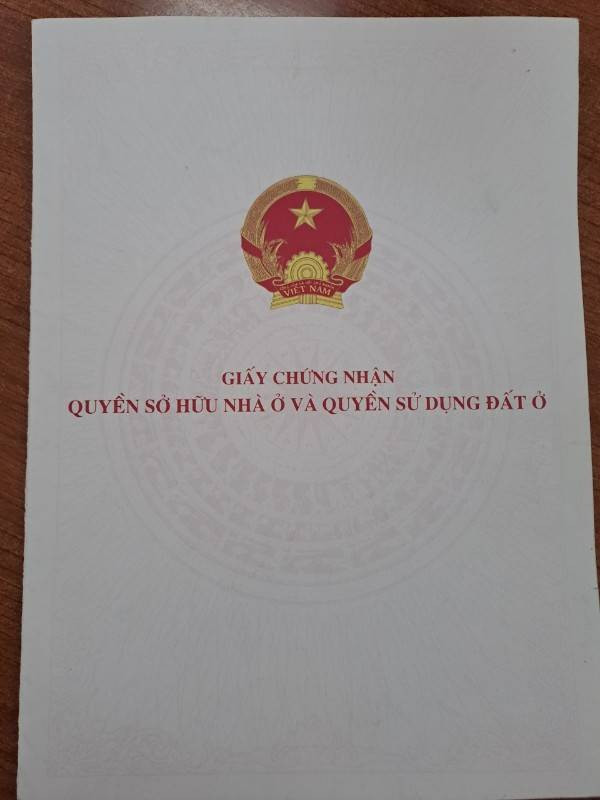 VIỆT NAM
GIẤY CHỨNG NHẬN
QUYỀN SỞ HỮU NHÀ Ở VÀ QUYỀN SỬ DỤNG ĐẤT Ở